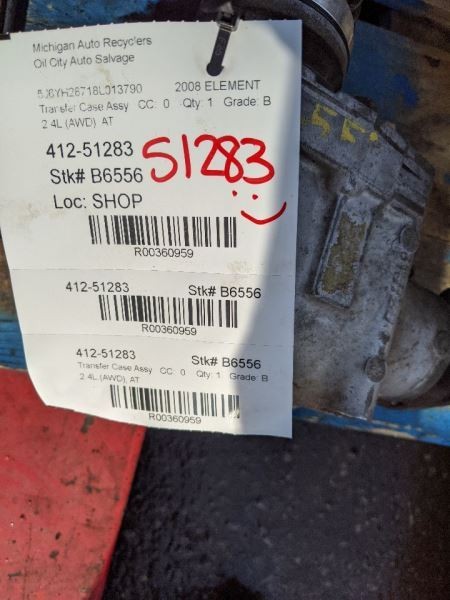 Michigan Auto Recyclers
Oil City Auto Salvage
5J6YH28718L013790 2008 ELEMENT
Transfer Case Assy CC: 0 Qty: 1 Grade: B
2.4L (AWD) AT
412-51283
51283
Stk# B6556
Loc: SHOP
R00360959
412-51283 Stk# B6556
R00360959
412-51283 Stk# B6556
Transfer Case Assy CC: 0 Qty: 1 Grade: B
2.4L (AWD), AT
R00360959
55